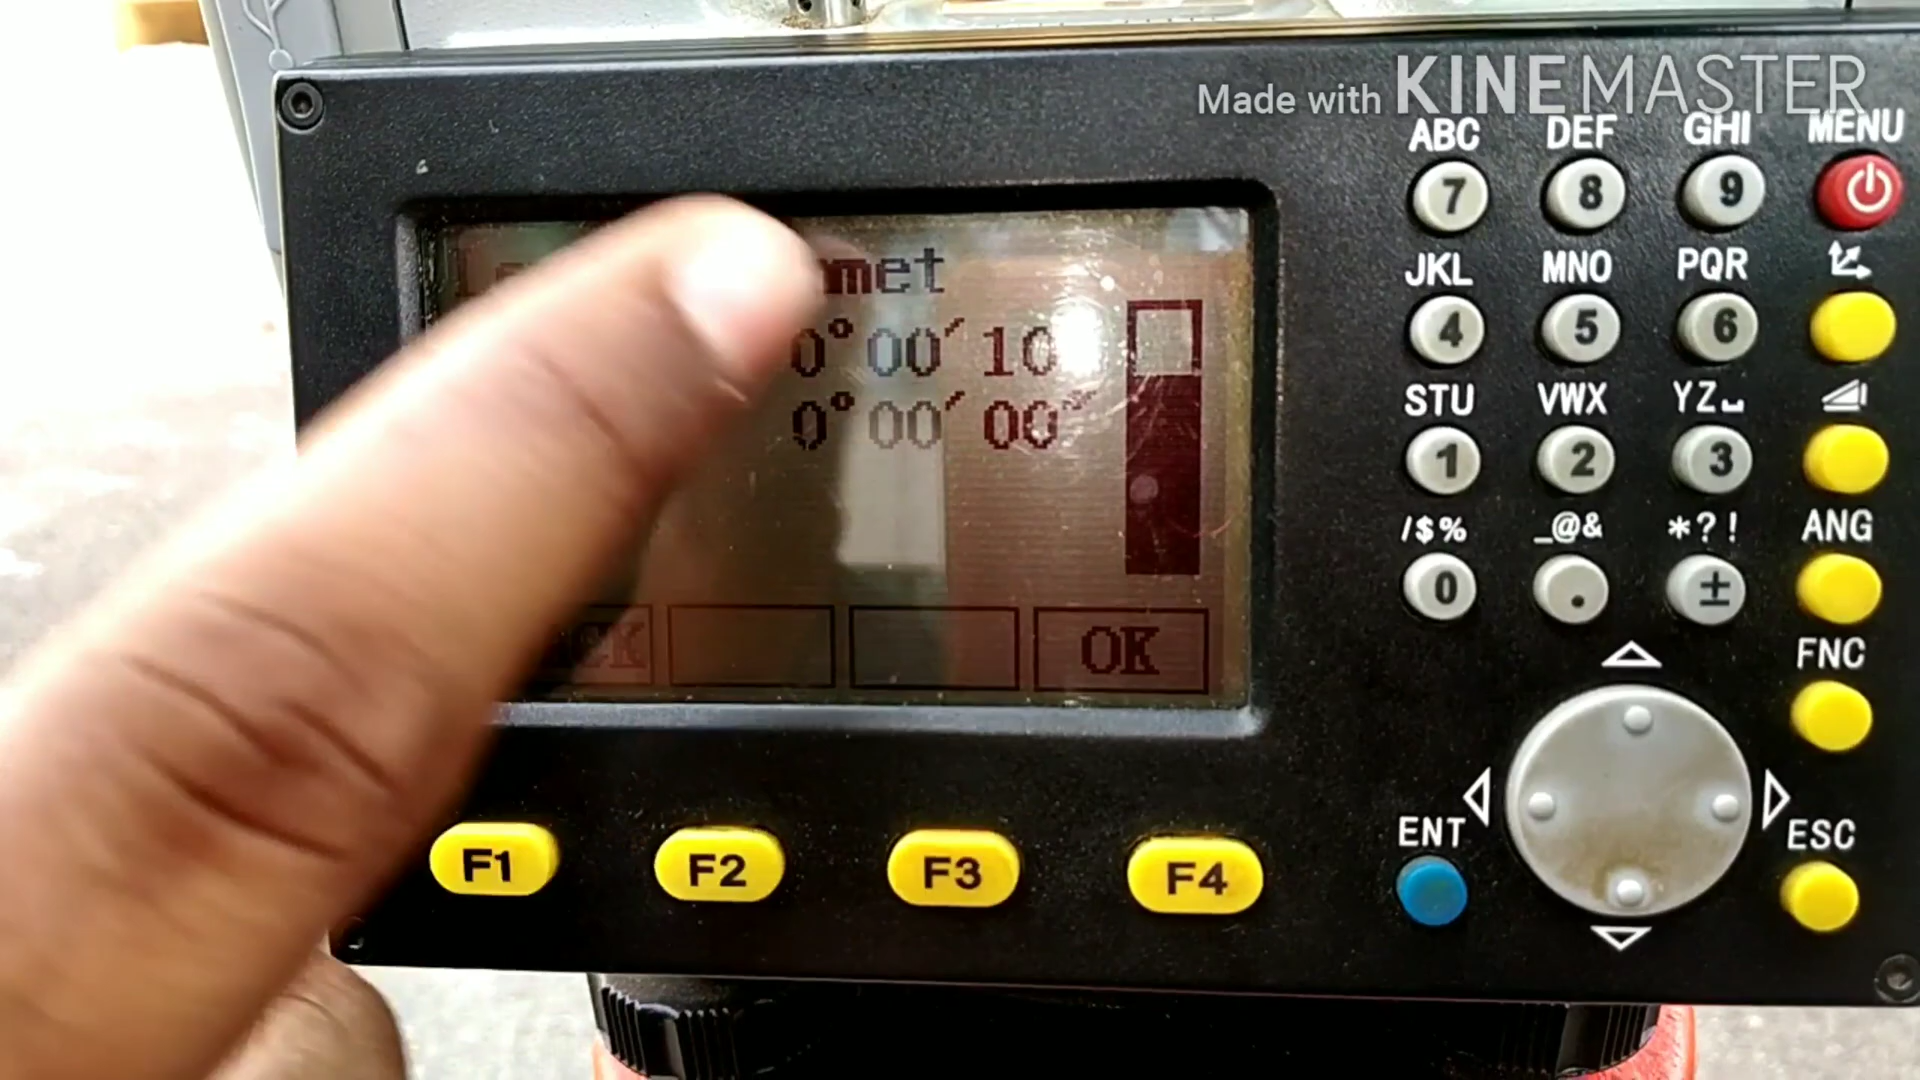 Made with KINEMASTER
ABC DEF GHI MENU
7 8 9
JKL MNO PQR
4 5 6
STU VWX YZ␣
1 2 3
/$% _@& *?! ANG
0 . ±
FNC
0°00′10
0°00′00″
OK
F1 F2 F3 F4
ENT ESC